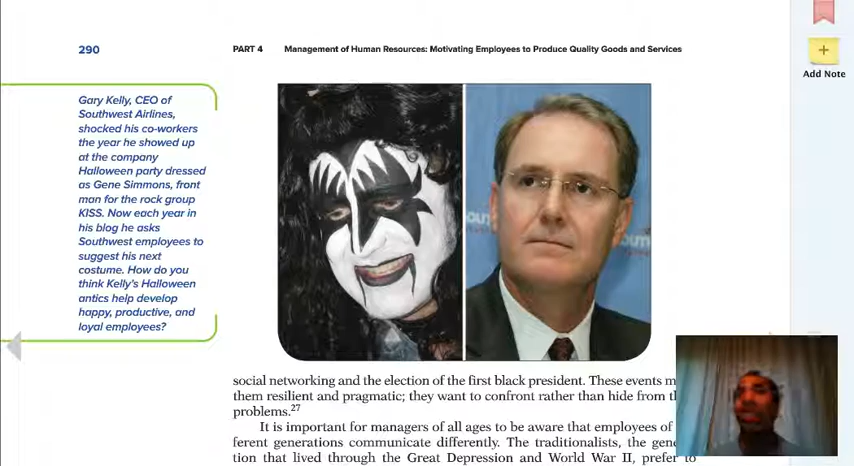 290
PART 4 Management of Human Resources: Motivating Employees to Produce Quality Goods and Services
Add Note
Gary Kelly, CEO of
Southwest Airlines,
shocked his co-workers
the year he showed up
at the company
Halloween party dressed
as Gene Simmons, front
man for the rock group
KISS. Now each year in
his blog he asks
Southwest employees to
suggest his next
costume. How do you
think Kelly's Halloween
antics help develop
happy, productive, and
loyal employees?
social networking and the election of the first black president. These events m
them resilient and pragmatic; they want to confront rather than hide from
problems.27
It is important for managers of all ages to be aware that employees of
ferent generations communicate differently. The traditionalists, the gene
tion that lived through the Great Depression and World War II, prefer to